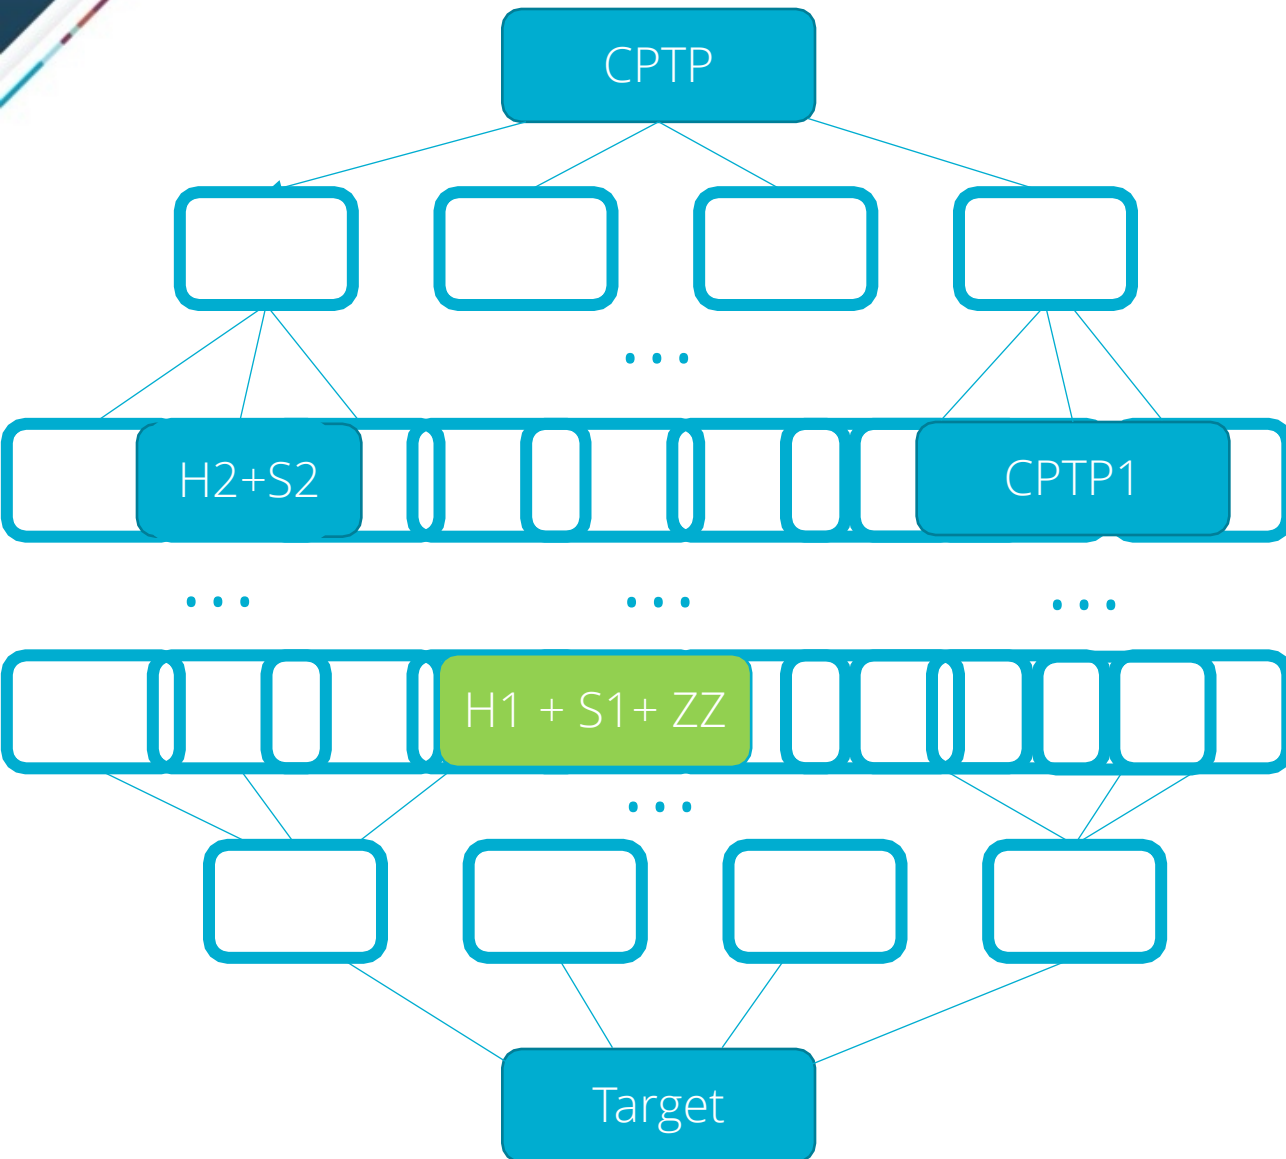 CPTP
...
H2+S2
CPTP1
... ... ...
H1 + S1+ ZZ
...
Target